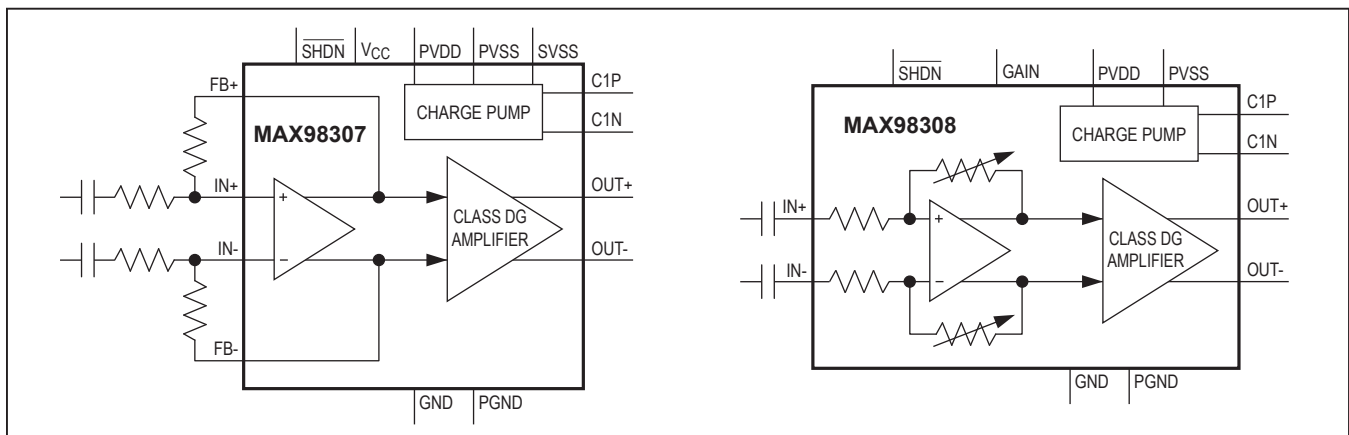 SHDN
VCC
PVDD
PVSS
SVSS
FB+
C1P
CHARGE PUMP
C1N
MAX98307
IN+
+
OUT+
CLASS DG
AMPLIFIER
IN-
−
OUT-
FB-
GND
PGND
SHDN
GAIN
PVDD
PVSS
C1P
MAX98308
CHARGE PUMP
C1N
IN+
+
OUT+
CLASS DG
AMPLIFIER
IN-
−
OUT-
GND
PGND